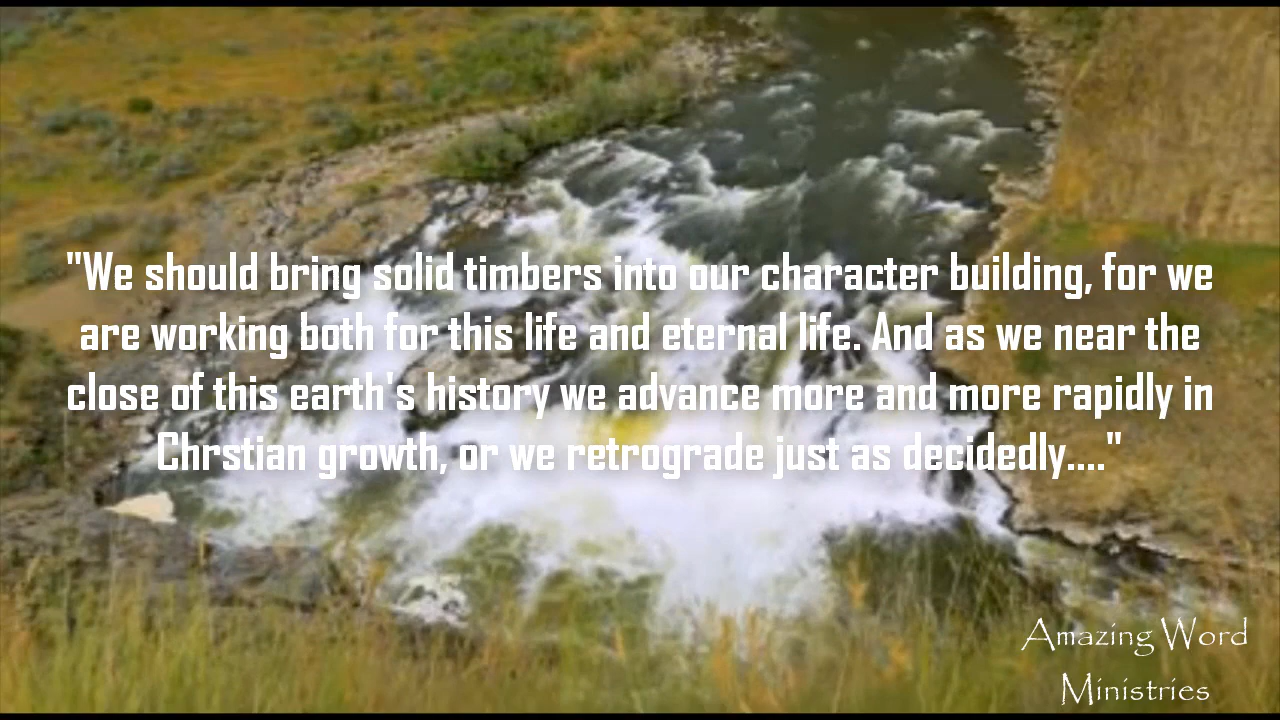 "We should bring solid timbers into our character building, for we
are working both for this life and eternal life. And as we near the
close of this earth's history we advance more and more rapidly in
Chrstian growth, or we retrograde just as decidedly...."
Amazing Word
Ministries